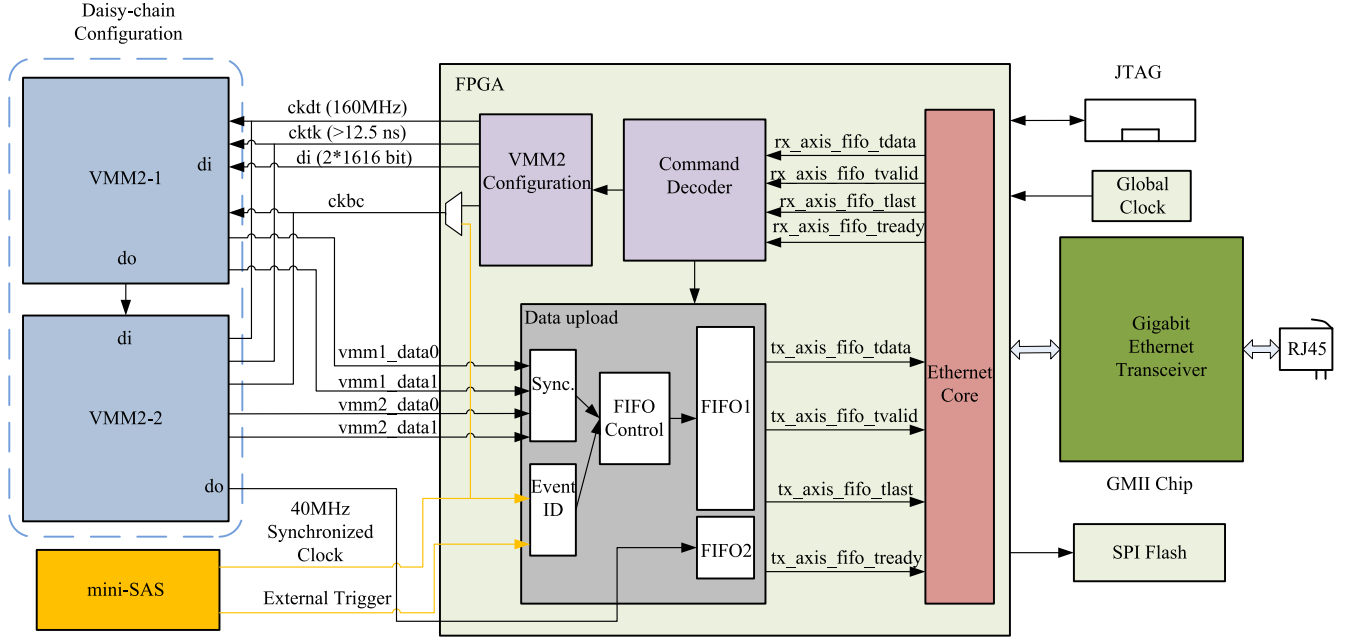 Daisy-chain
Configuration
VMM2-1
di
do
di
VMM2-2
do
mini-SAS
ckdt (160MHz)
cktk (>12.5 ns)
di (2*1616 bit)
ckbc
vmm1_data0
vmm1_data1
vmm2_data0
vmm2_data1
40MHz
Synchronized
Clock
External Trigger
FPGA
VMM2
Configuration
Command
Decoder
rx_axis_fifo_tdata
rx_axis_fifo_tvalid
rx_axis_fifo_tlast
rx_axis_fifo_tready
Data upload
Sync.
FIFO
Control
Event
ID
FIFO1
FIFO2
tx_axis_fifo_tdata
tx_axis_fifo_tvalid
tx_axis_fifo_tlast
tx_axis_fifo_tready
Ethernet
Core
JTAG
Global
Clock
Gigabit
Ethernet
Transceiver
RJ45
GMII Chip
SPI Flash